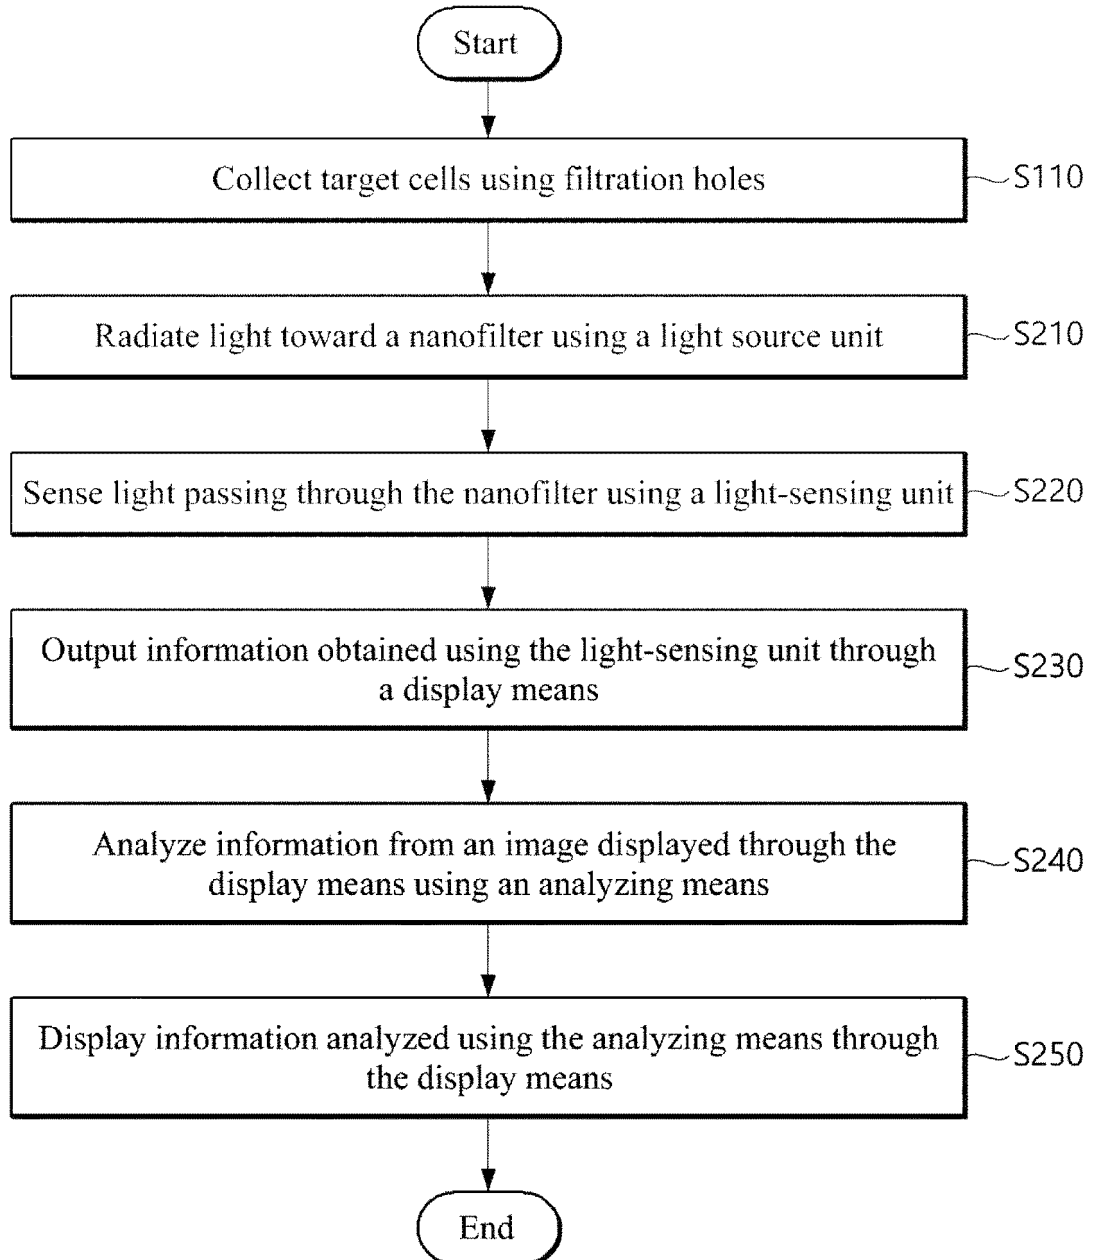 Start
Collect target cells using filtration holes
S110
Radiate light toward a nanofilter using a light source unit
S210
Sense light passing through the nanofilter using a light-sensing unit
S220
Output information obtained using the light-sensing unit through
a display means
S230
Analyze information from an image displayed through the
display means using an analyzing means
S240
Display information analyzed using the analyzing means through
the display means
S250
End